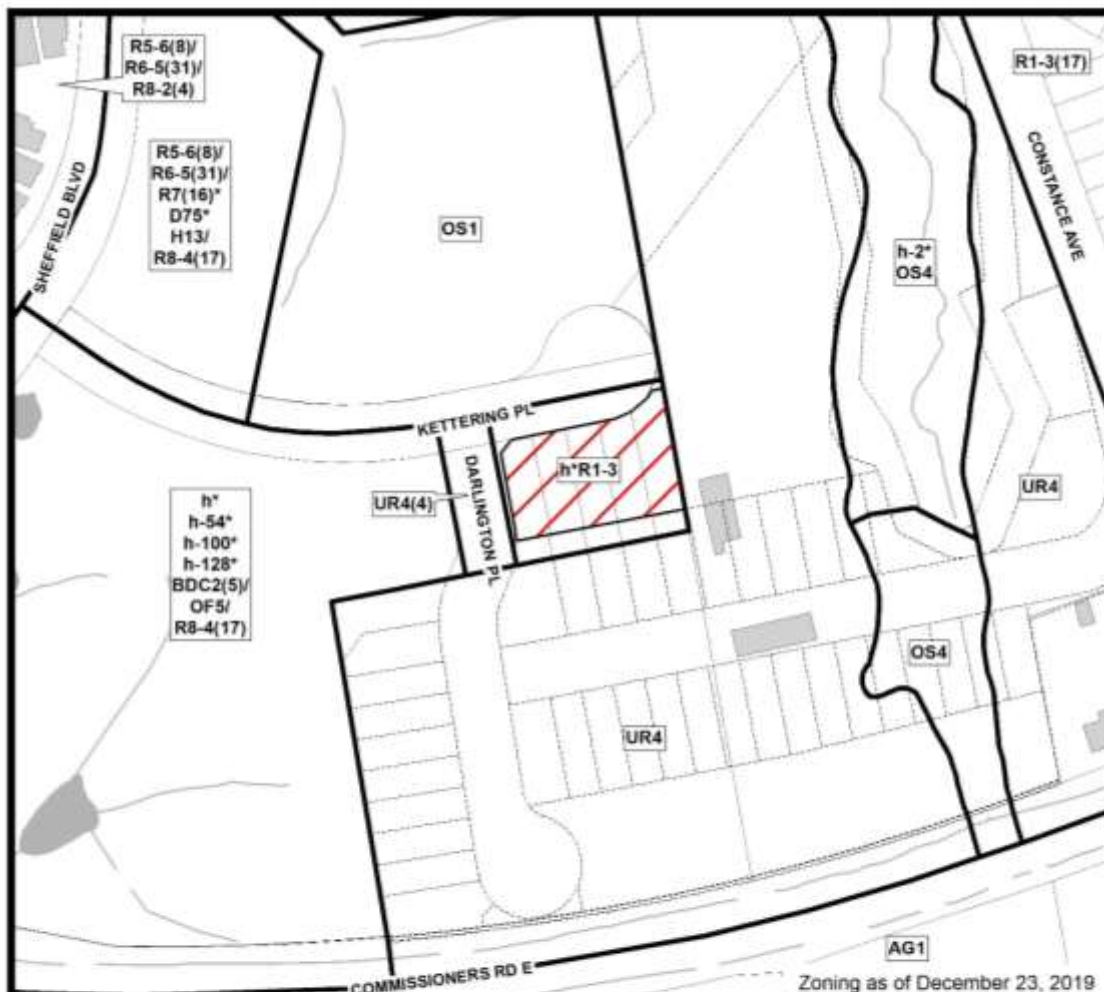 R5-6(8)/
R6-5(31)/
R8-2(4)
R1-3(17)
R5-6(8)/
R6-5(31)/
R7(16)*
D75*
H13/
R8-4(17)
SHEFFIELD BLVD
OS1
CONSTANCE AVE
h-2*
OS4
KETTERING PL
h*R1-3
UR4(4)
DARLINGTON PL
UR4
h*
h-54*
h-100*
h-128*
BDC2(5)/
OF5/
R8-4(17)
OS4
UR4
AG1
COMMISSIONERS RD E
Zoning as of December 23, 2019